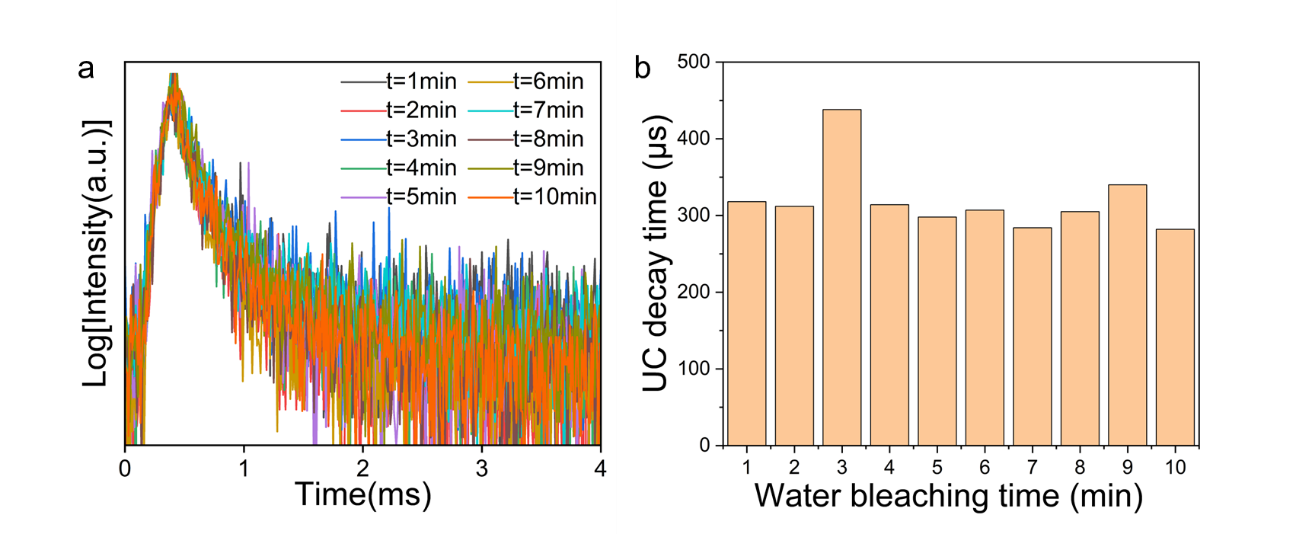 a
t=1min
t=6min
t=2min
t=7min
t=3min
t=8min
t=4min
t=9min
t=5min
t=10min
Log[Intensity(a.u.)]
0
1
2
3
4
Time(ms)
b
500
400
300
200
100
0
UC decay time (μs)
1
2
3
4
5
6
7
8
9
10
Water bleaching time (min)